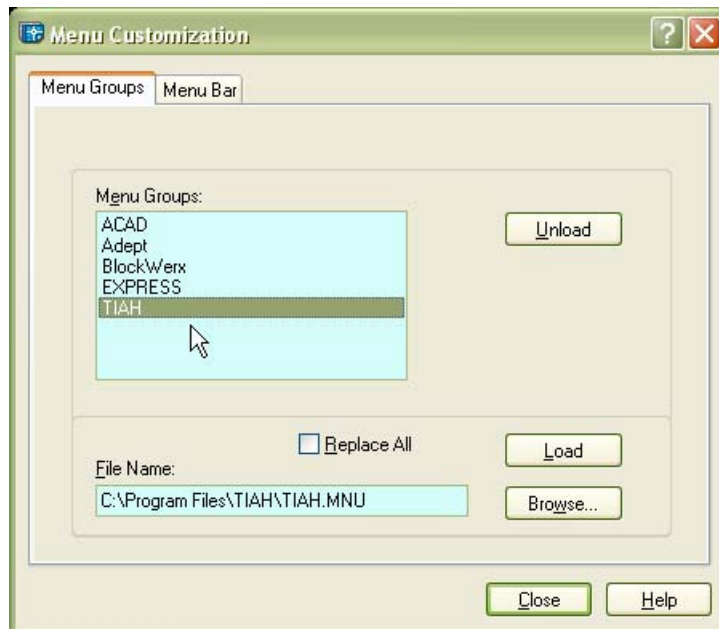 Menu Customization
Menu Groups Menu Bar
Menu Groups:
ACAD
Adept
BlockWerx
EXPRESS
TIAH
Unload
Replace All
Load
File Name:
C:\Program Files\TIAH\TIAH.MNU
Browse...
Close Help